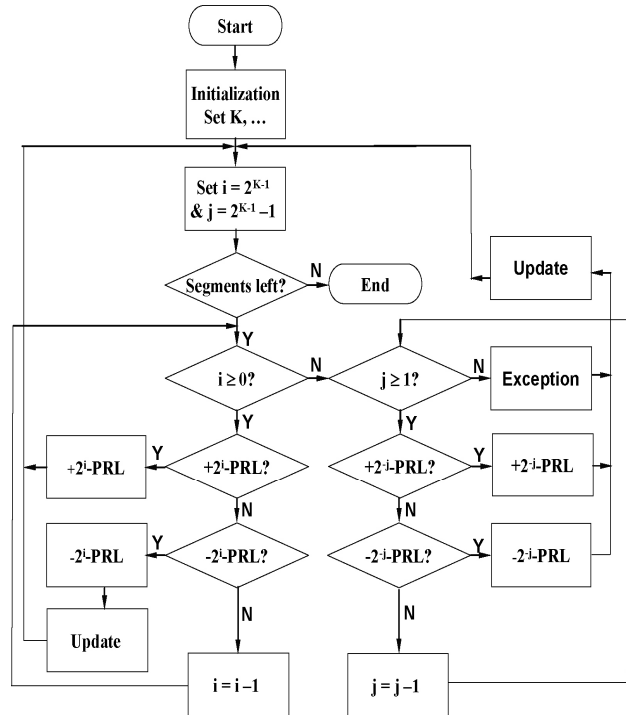 Start
Initialization
Set K, …
Set i = 2^{K-1}
& j = 2^{K-1} –1
Segments left?
N
End
Update
Y
i ≥ 0?
N
j ≥ 1?
N
Exception
Y
Y
+2^{i}-PRL
Y
+2^{i}-PRL?
+2^{-j}-PRL?
Y
+2^{-j}-PRL
N
N
-2^{i}-PRL
Y
-2^{i}-PRL?
-2^{-j}-PRL?
Y
-2^{-j}-PRL
Update
N
N
i = i –1
j = j –1